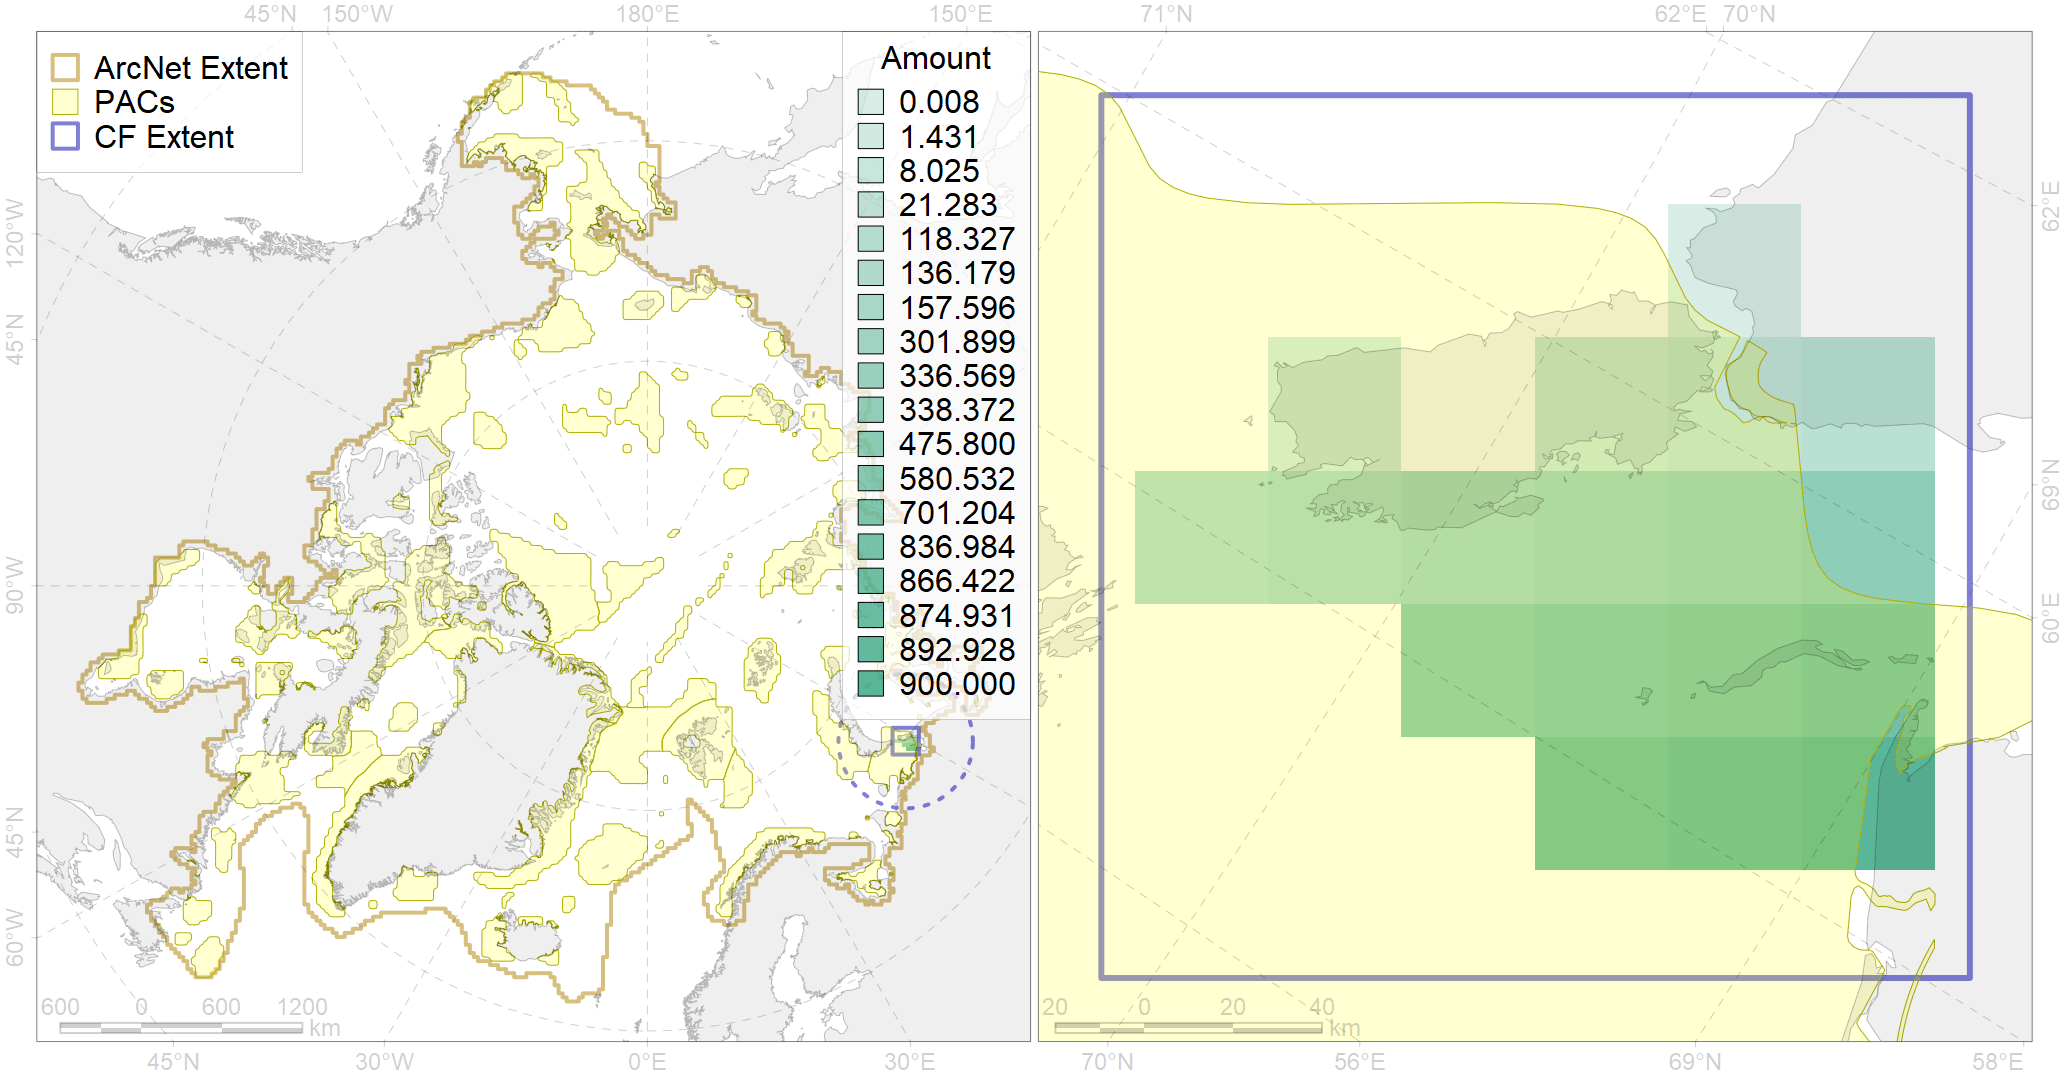 45°N 150°W 180°E 150°E 71°N 62°E 70°N
ArcNet Extent
PACs
CF Extent
Amount
0.008
1.431
8.025
21.283
118.327
136.179
157.596
301.899
336.569
338.372
475.800
580.532
701.204
836.984
866.422
874.931
892.928
900.000
120°W
45°N
90°W
45°N
60°W
62°E
69°N
60°E
600 0 600 1200
km
20 0 20 40
km
45°N 30°W 0°E 30°E 70°N 56°E 69°N 58°E